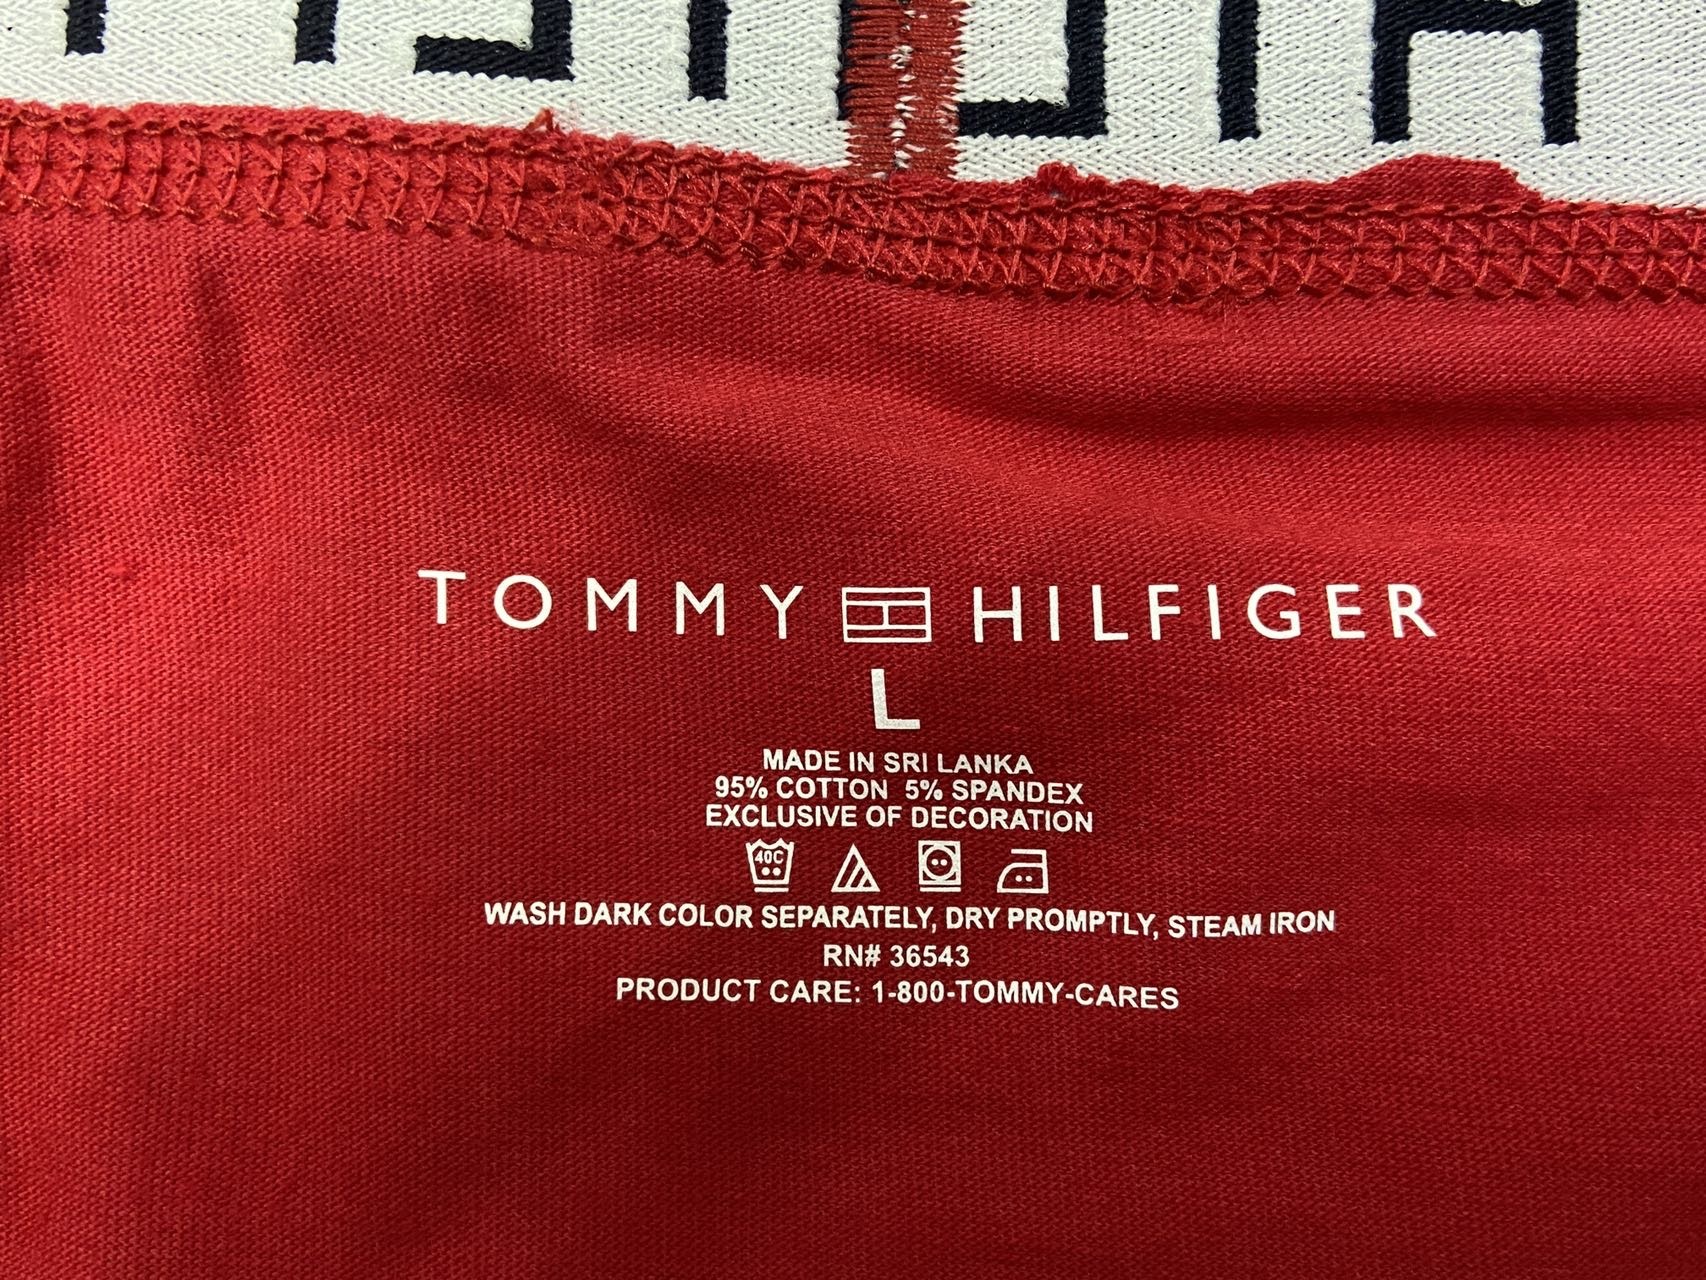 TOMMY HILFIGER
L
MADE IN SRI LANKA
95% COTTON 5% SPANDEX
EXCLUSIVE OF DECORATION
40C
WASH DARK COLOR SEPARATELY, DRY PROMPTLY, STEAM IRON
RN# 36543
PRODUCT CARE: 1-800-TOMMY-CARES